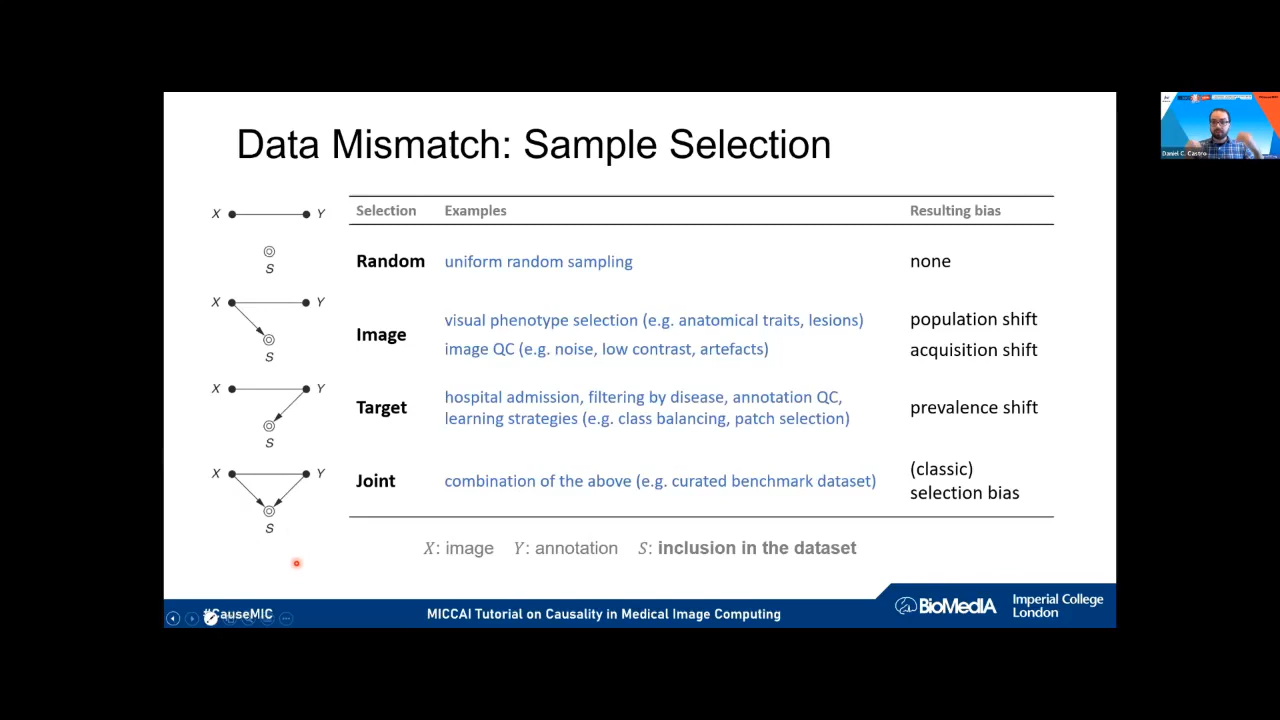 Data Mismatch: Sample Selection
X Y
S
X Y
S
X Y
S
X Y
S
Selection Examples Resulting bias
Random uniform random sampling none
Image visual phenotype selection (e.g. anatomical traits, lesions) population shift
image QC (e.g. noise, low contrast, artefacts) acquisition shift
Target hospital admission, filtering by disease, annotation QC, prevalence shift
learning strategies (e.g. class balancing, patch selection)
Joint combination of the above (e.g. curated benchmark dataset) (classic)
selection bias
X: image Y: annotation S: inclusion in the dataset
#CauseMIC
MICCAI Tutorial on Causality in Medical Image Computing
BioMedIA
Imperial College
London
Daniel C. Castro